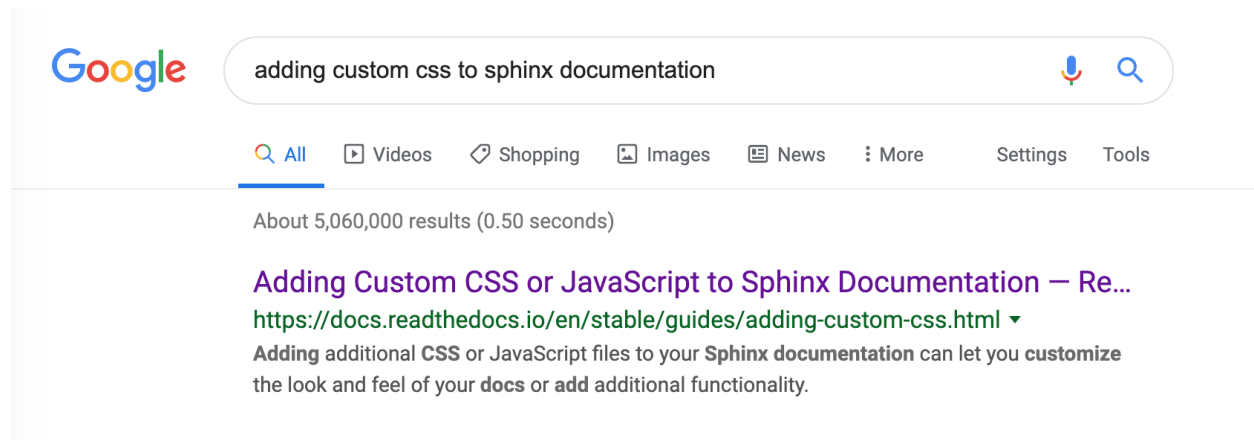 Google
adding custom css to sphinx documentation
All Videos Shopping Images News More Settings Tools
About 5,060,000 results (0.50 seconds)
Adding Custom CSS or JavaScript to Sphinx Documentation — Re...
https://docs.readthedocs.io/en/stable/guides/adding-custom-css.html
Adding additional CSS or JavaScript files to your Sphinx documentation can let you customize
the look and feel of your docs or add additional functionality.